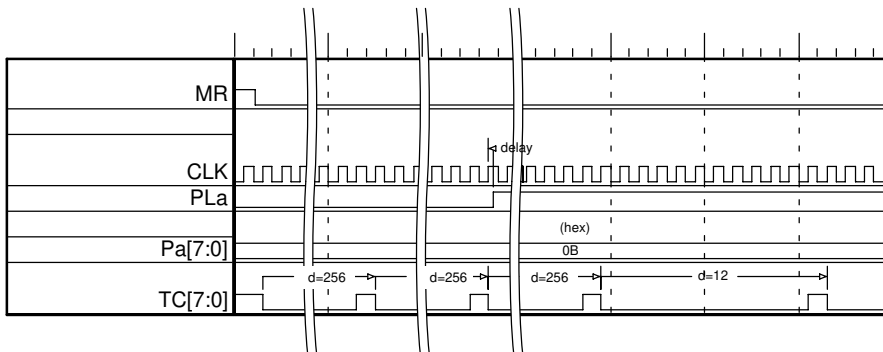 MR
delay
CLK
PLa
(hex)
Pa[7:0]
0B
d=256
d=256
d=256
d=12
TC[7:0]